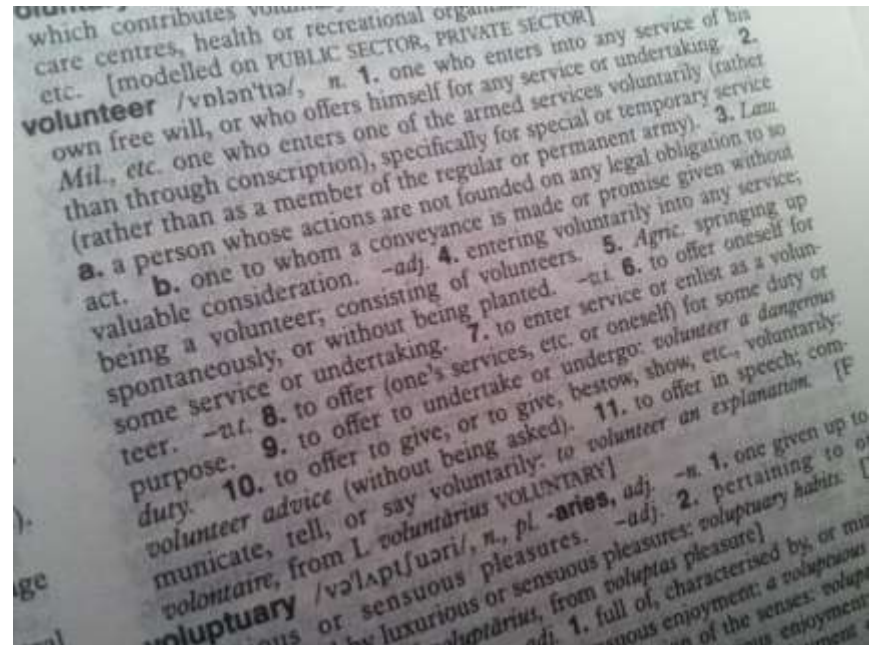 which contributes
care centres, health or recreational
etc. [modelled on PUBLIC SECTOR, PRIVATE SECTOR]
volunteer /vɒlənˈtɪə/, n. 1. one who enters into any service of his
own free will, or who offers himself for any service or undertaking. 2.
Mil., etc. one who enters one of the armed services voluntarily (rather
than through conscription), specifically for special or temporary service
(rather than as a member of the regular or permanent army). 3. Law.
a. a person whose actions are not founded on any legal obligation to so
act. b. one to whom a conveyance is made or promise given without
valuable consideration. –adj. 4. entering voluntarily into any service;
being a volunteer; consisting of volunteers. 5. Agric. springing up
spontaneously, or without being planted. –v.i. 6. to offer oneself for
some service or undertaking. 7. to enter service or enlist as a volun-
teer. –v.t. 8. to offer (one's services, etc. or oneself) for some duty or
purpose. 9. to offer to undertake or undergo: volunteer a dangerous
duty. 10. to offer to give, or to give, bestow, show, etc., voluntarily:
volunteer advice (without being asked). 11. to offer in speech; com-
municate, tell, or say voluntarily: to volunteer an explanation. [F
volontaire, from L voluntārius VOLUNTARY]
voluptuary /vəˈlʌptʃuəri/, n., pl. -aries, adj. –n. 1. one given up to
or sensuous pleasures. –adj. 2. pertaining to
by luxurious or sensuous pleasures: voluptuary habits. [
from voluptas pleasure]
1. full of, characterised by, or
enjoyment: a voluptuous
of the senses:
enjoyment